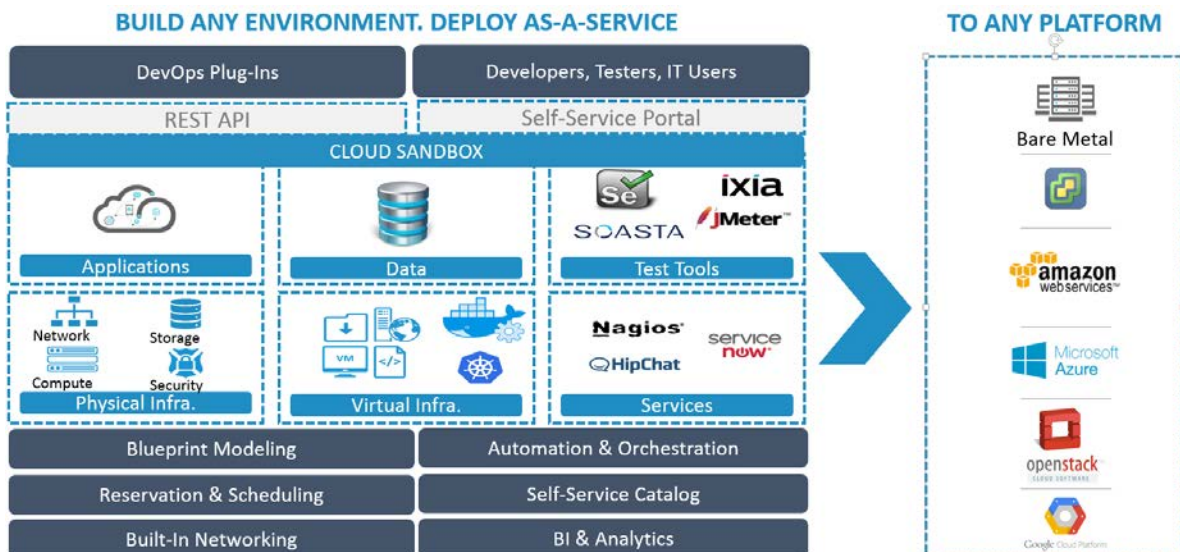 BUILD ANY ENVIRONMENT. DEPLOY AS-A-SERVICE
TO ANY PLATFORM
DevOps Plug-Ins
Developers, Testers, IT Users
REST API
Self-Service Portal
CLOUD SANDBOX
Se
ixia
SOASTA
JMeter™
Applications
Data
Test Tools
Network
Storage
Compute
Security
Physical Infra.
VM
</>
Virtual Infra.
Nagios®
service
now
HipChat
Services
Blueprint Modeling
Automation & Orchestration
Reservation & Scheduling
Self-Service Catalog
Built-In Networking
BI & Analytics
Bare Metal
amazon
webservices™
Microsoft
Azure
openstack
CLOUD SOFTWARE
Google Cloud Platform